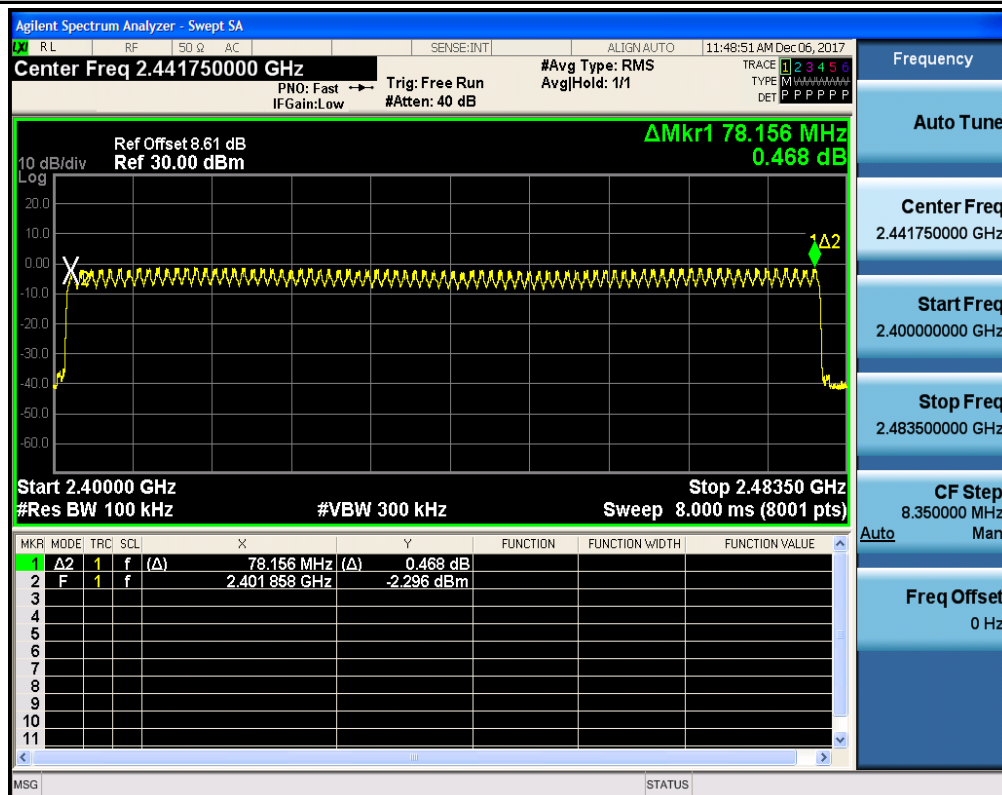 Agilent Spectrum Analyzer - Swept SA
LXI RL RF 50 Ω AC SENSE:INT ALIGN AUTO 11:48:51 AM Dec 06, 2017
Center Freq 2.441750000 GHz
PNO: Fast
IFGain:Low
Trig: Free Run
#Atten: 40 dB
#Avg Type: RMS
Avg|Hold: 1/1
TRACE 1 2 3 4 5 6
TYPE M
DET P P P P P P
Ref Offset 8.61 dB
10 dB/div Ref 30.00 dBm
Log
ΔMkr1 78.156 MHz
0.468 dB
20.0
10.0
0.00
-10.0
-20.0
-30.0
-40.0
-50.0
-60.0
1Δ2
Start 2.40000 GHz Stop 2.48350 GHz
#Res BW 100 kHz #VBW 300 kHz Sweep 8.000 ms (8001 pts)
MKR MODE TRC SCL X Y FUNCTION FUNCTION WIDTH FUNCTION VALUE
1 Δ2 1 f (Δ) 78.156 MHz (Δ) 0.468 dB
2 F 1 f 2.401 858 GHz -2.296 dBm
3
4
5
6
7
8
9
10
11
MSG STATUS
Frequency
Auto Tune
Center Freq
2.441750000 GHz
Start Freq
2.400000000 GHz
Stop Freq
2.483500000 GHz
CF Step
8.350000 MHz
Auto Man
Freq Offset
0 Hz